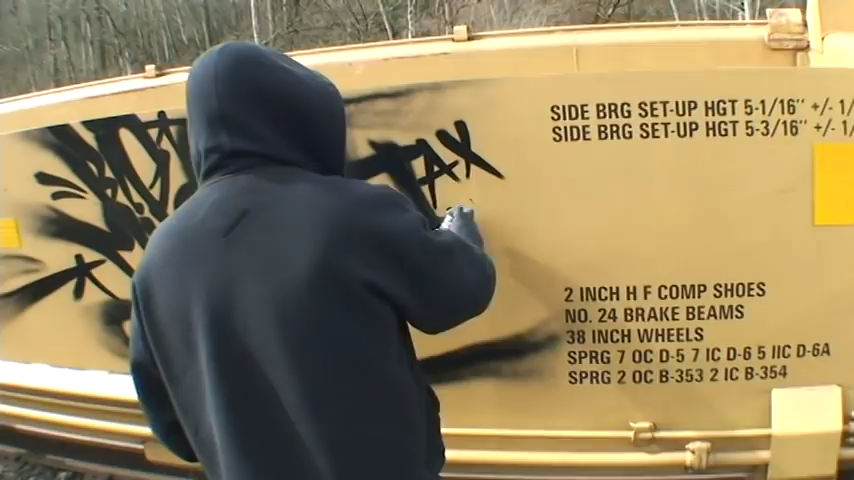 SIDE BRG SET-UP HGT 5-1/16" +/- 1/1
SIDE BRG SET-UP HGT 5-3/16" +/- 1
TAX
2 INCH H F COMP SHOES
NO. 24 BRAKE BEAMS
38 INCH WHEELS
SPRG 7 OC D-5 7 IC D-6 5 IIC D-6A
SPRG 2 OC B-353 2 IC B-354